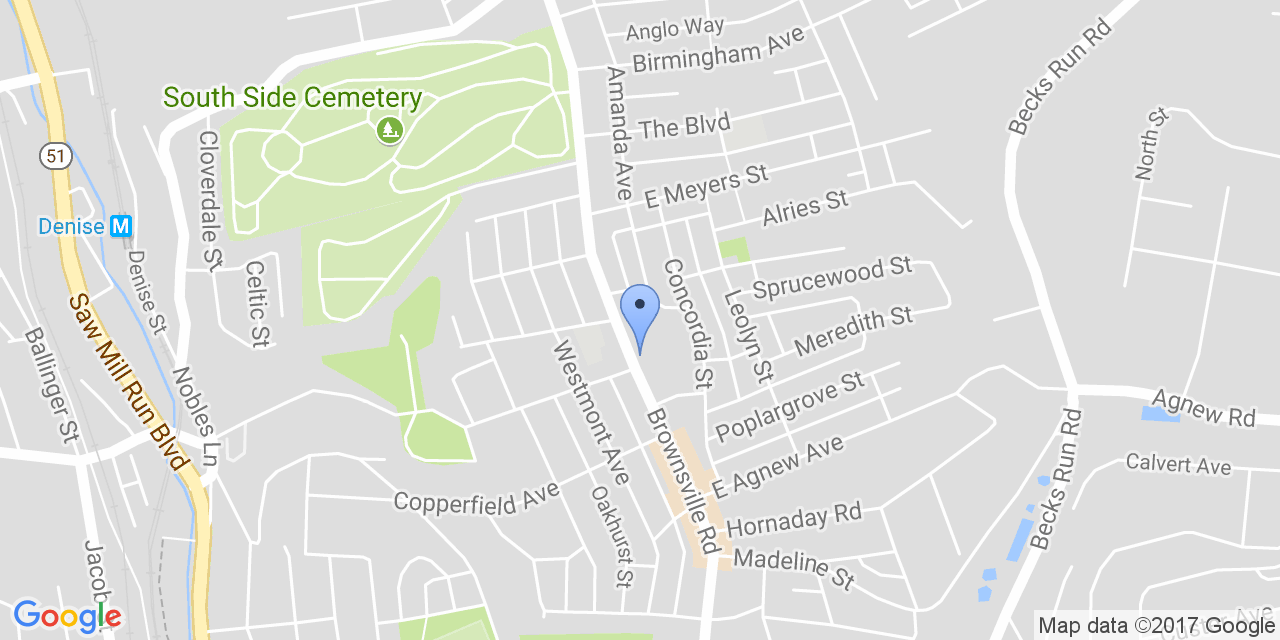 Anglo Way
Birmingham Ave
Becks Run Rd
South Side Cemetery
Amanda Ave
The Blvd
North St
51
Cloverdale St
E Meyers St
Alries St
Denise M
Denise St
Celtic St
Concordia St
Sprucewood St
Leolyn St
Meredith St
Saw Mill Run Blvd
Ballinger St
Nobles Ln
Westmont Ave
Poplargrove St
Agnew Rd
Brownsville Rd
E Agnew Ave
Calvert Ave
Becks Run Rd
Copperfield Ave
Oakhurst St
Hornaday Rd
Madeline St
Jacob
Google
Map data ©2017 Google